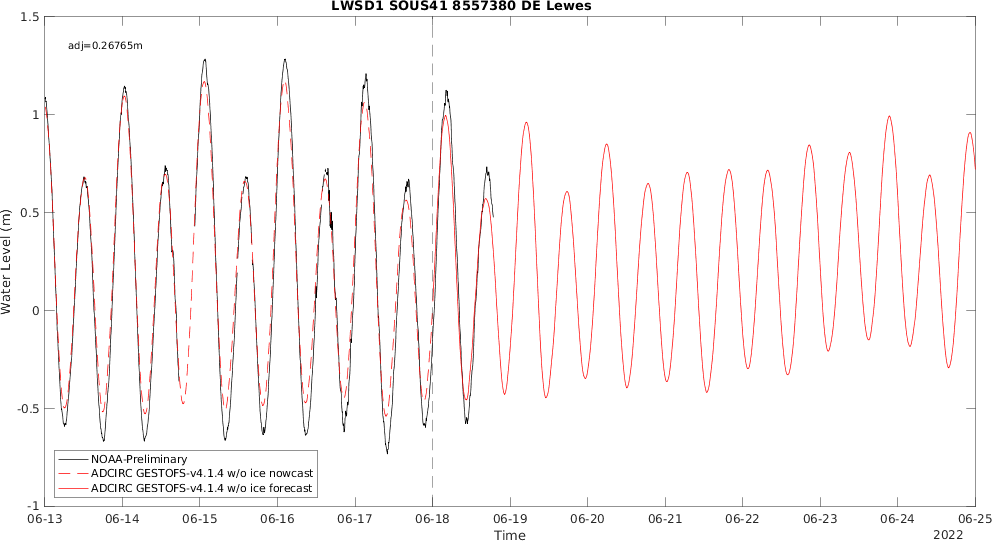 LWSD1 SOUS41 8557380 DE Lewes
1.5
adj=0.26765m
1
0.5
Water Level (m)
0
-0.5
NOAA-Preliminary
ADCIRC GESTOFS-v4.1.4 w/o ice nowcast
ADCIRC GESTOFS-v4.1.4 w/o ice forecast
-1
06-13 06-14 06-15 06-16 06-17 06-18 06-19 06-20 06-21 06-22 06-23 06-24 06-25
Time
2022